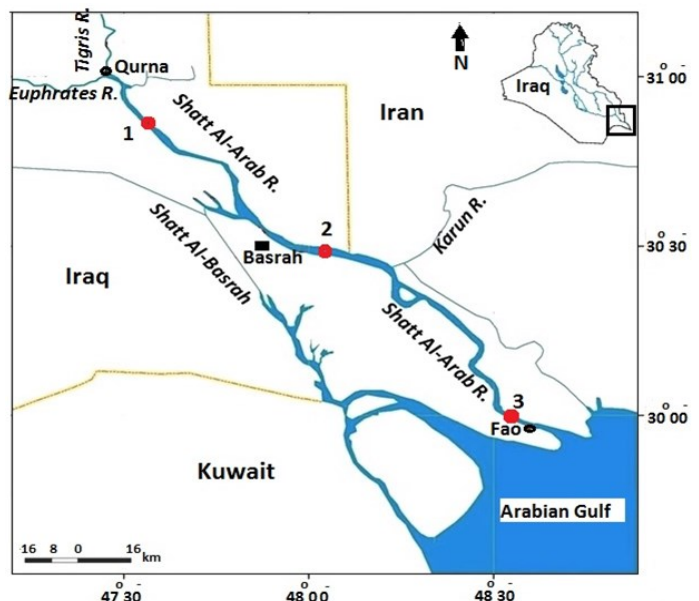 Tigris R.
Qurna
Euphrates R.
1
Shatt Al-Arab R.
Iran
N
Iraq
31 00
o -
2
Karun R.
30 30
o -
Basrah
Shatt Al-Basrah
Iraq
Shatt Al-Arab R.
3
Fao
30 00
o -
Kuwait
Arabian Gulf
16 8 0 16
km
o -
47 30
o -
48 00
o -
48 30